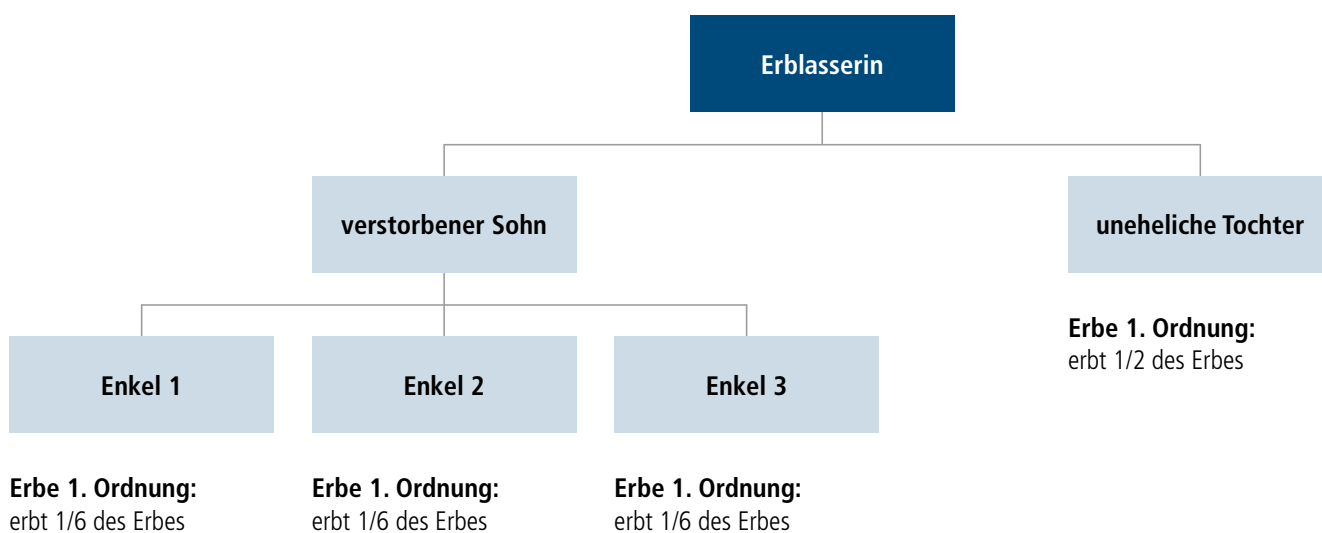 Erblasserin
verstorbener Sohn
uneheliche Tochter
Erbe 1. Ordnung:
erbt 1/2 des Erbes
Enkel 1
Enkel 2
Enkel 3
Erbe 1. Ordnung:
erbt 1/6 des Erbes
Erbe 1. Ordnung:
erbt 1/6 des Erbes
Erbe 1. Ordnung:
erbt 1/6 des Erbes